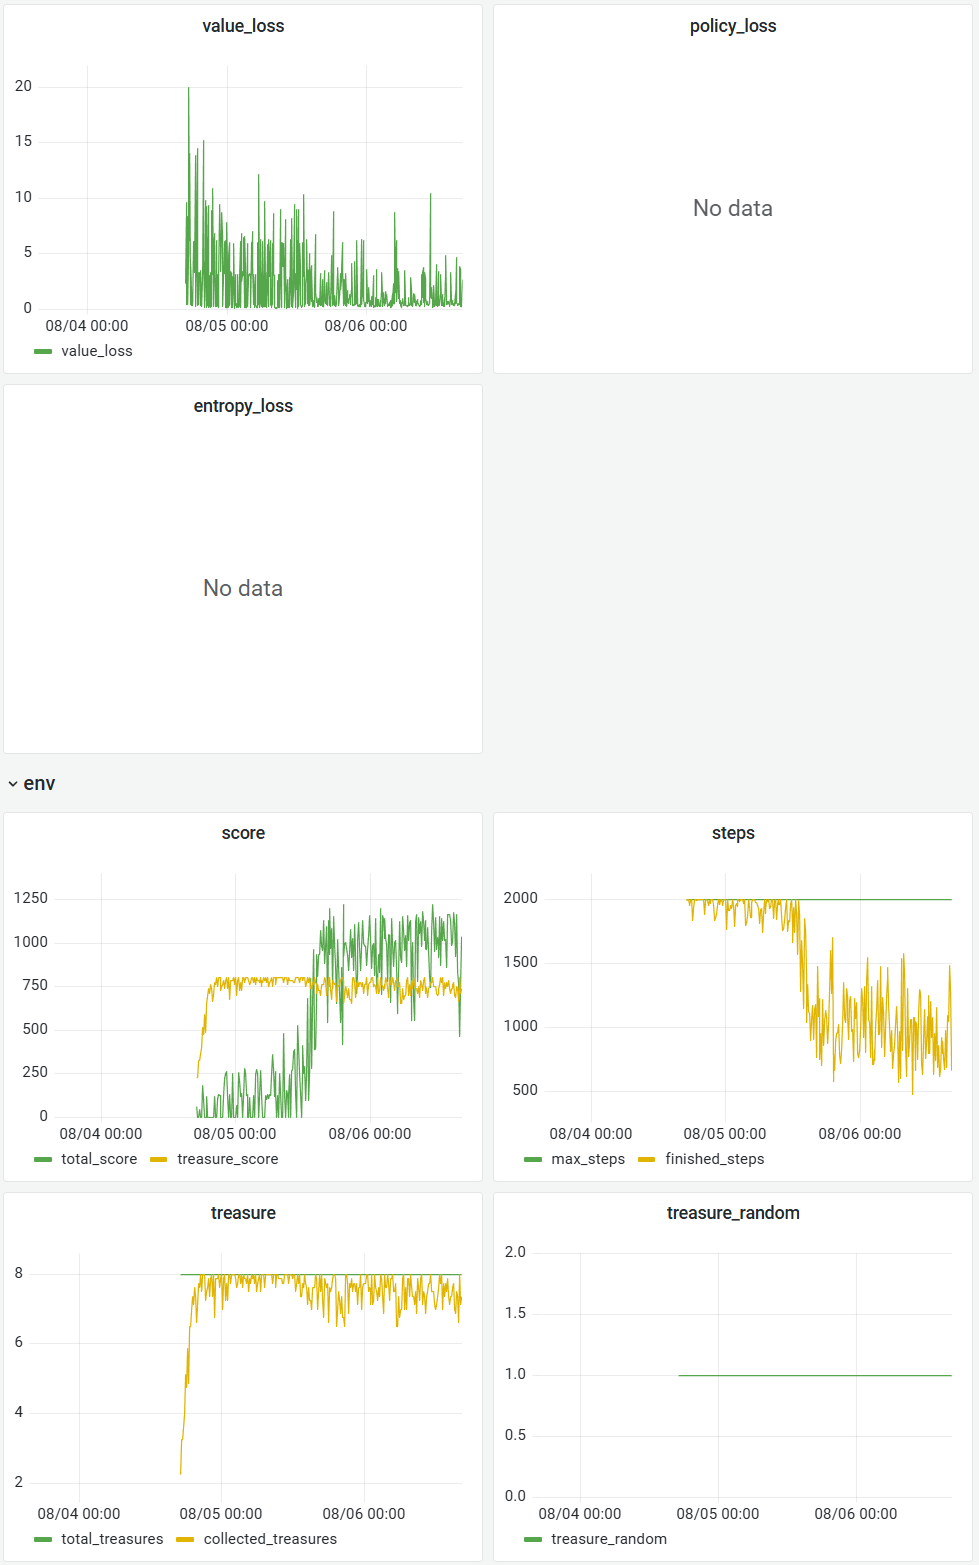 value_loss
20
15
10
5
0
08/04 00:00 08/05 00:00 08/06 00:00
value_loss
policy_loss
No data
entropy_loss
No data
env
score
1250
1000
750
500
250
0
08/04 00:00 08/05 00:00 08/06 00:00
total_score treasure_score
steps
2000
1500
1000
500
08/04 00:00 08/05 00:00 08/06 00:00
max_steps finished_steps
treasure
8
6
4
2
08/04 00:00 08/05 00:00 08/06 00:00
total_treasures collected_treasures
treasure_random
2.0
1.5
1.0
0.5
0.0
08/04 00:00 08/05 00:00 08/06 00:00
treasure_random